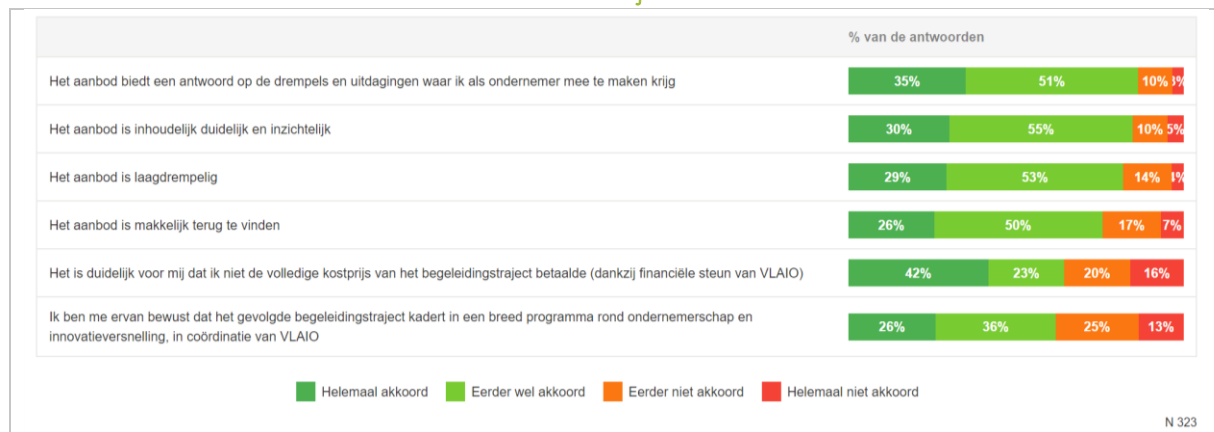 % van de antwoorden
Het aanbod biedt een antwoord op de drempels en uitdagingen waar ik als ondernemer mee te maken krijg
35% 51% 10%
Het aanbod is inhoudelijk duidelijk en inzichtelijk
30% 55% 10% 5%
Het aanbod is laagdrempelig
29% 53% 14%
Het aanbod is makkelijk terug te vinden
26% 50% 17% 7%
Het is duidelijk voor mij dat ik niet de volledige kostprijs van het begeleidingstraject betaalde (dankzij financiële steun van VLAIO)
42% 23% 20% 16%
Ik ben me ervan bewust dat het gevolgde begeleidingstraject kadert in een breed programma rond ondernemerschap en
innovatieversnelling, in coördinatie van VLAIO
26% 36% 25% 13%
Helemaal akkoord Eerder wel akkoord Eerder niet akkoord Helemaal niet akkoord
N 323